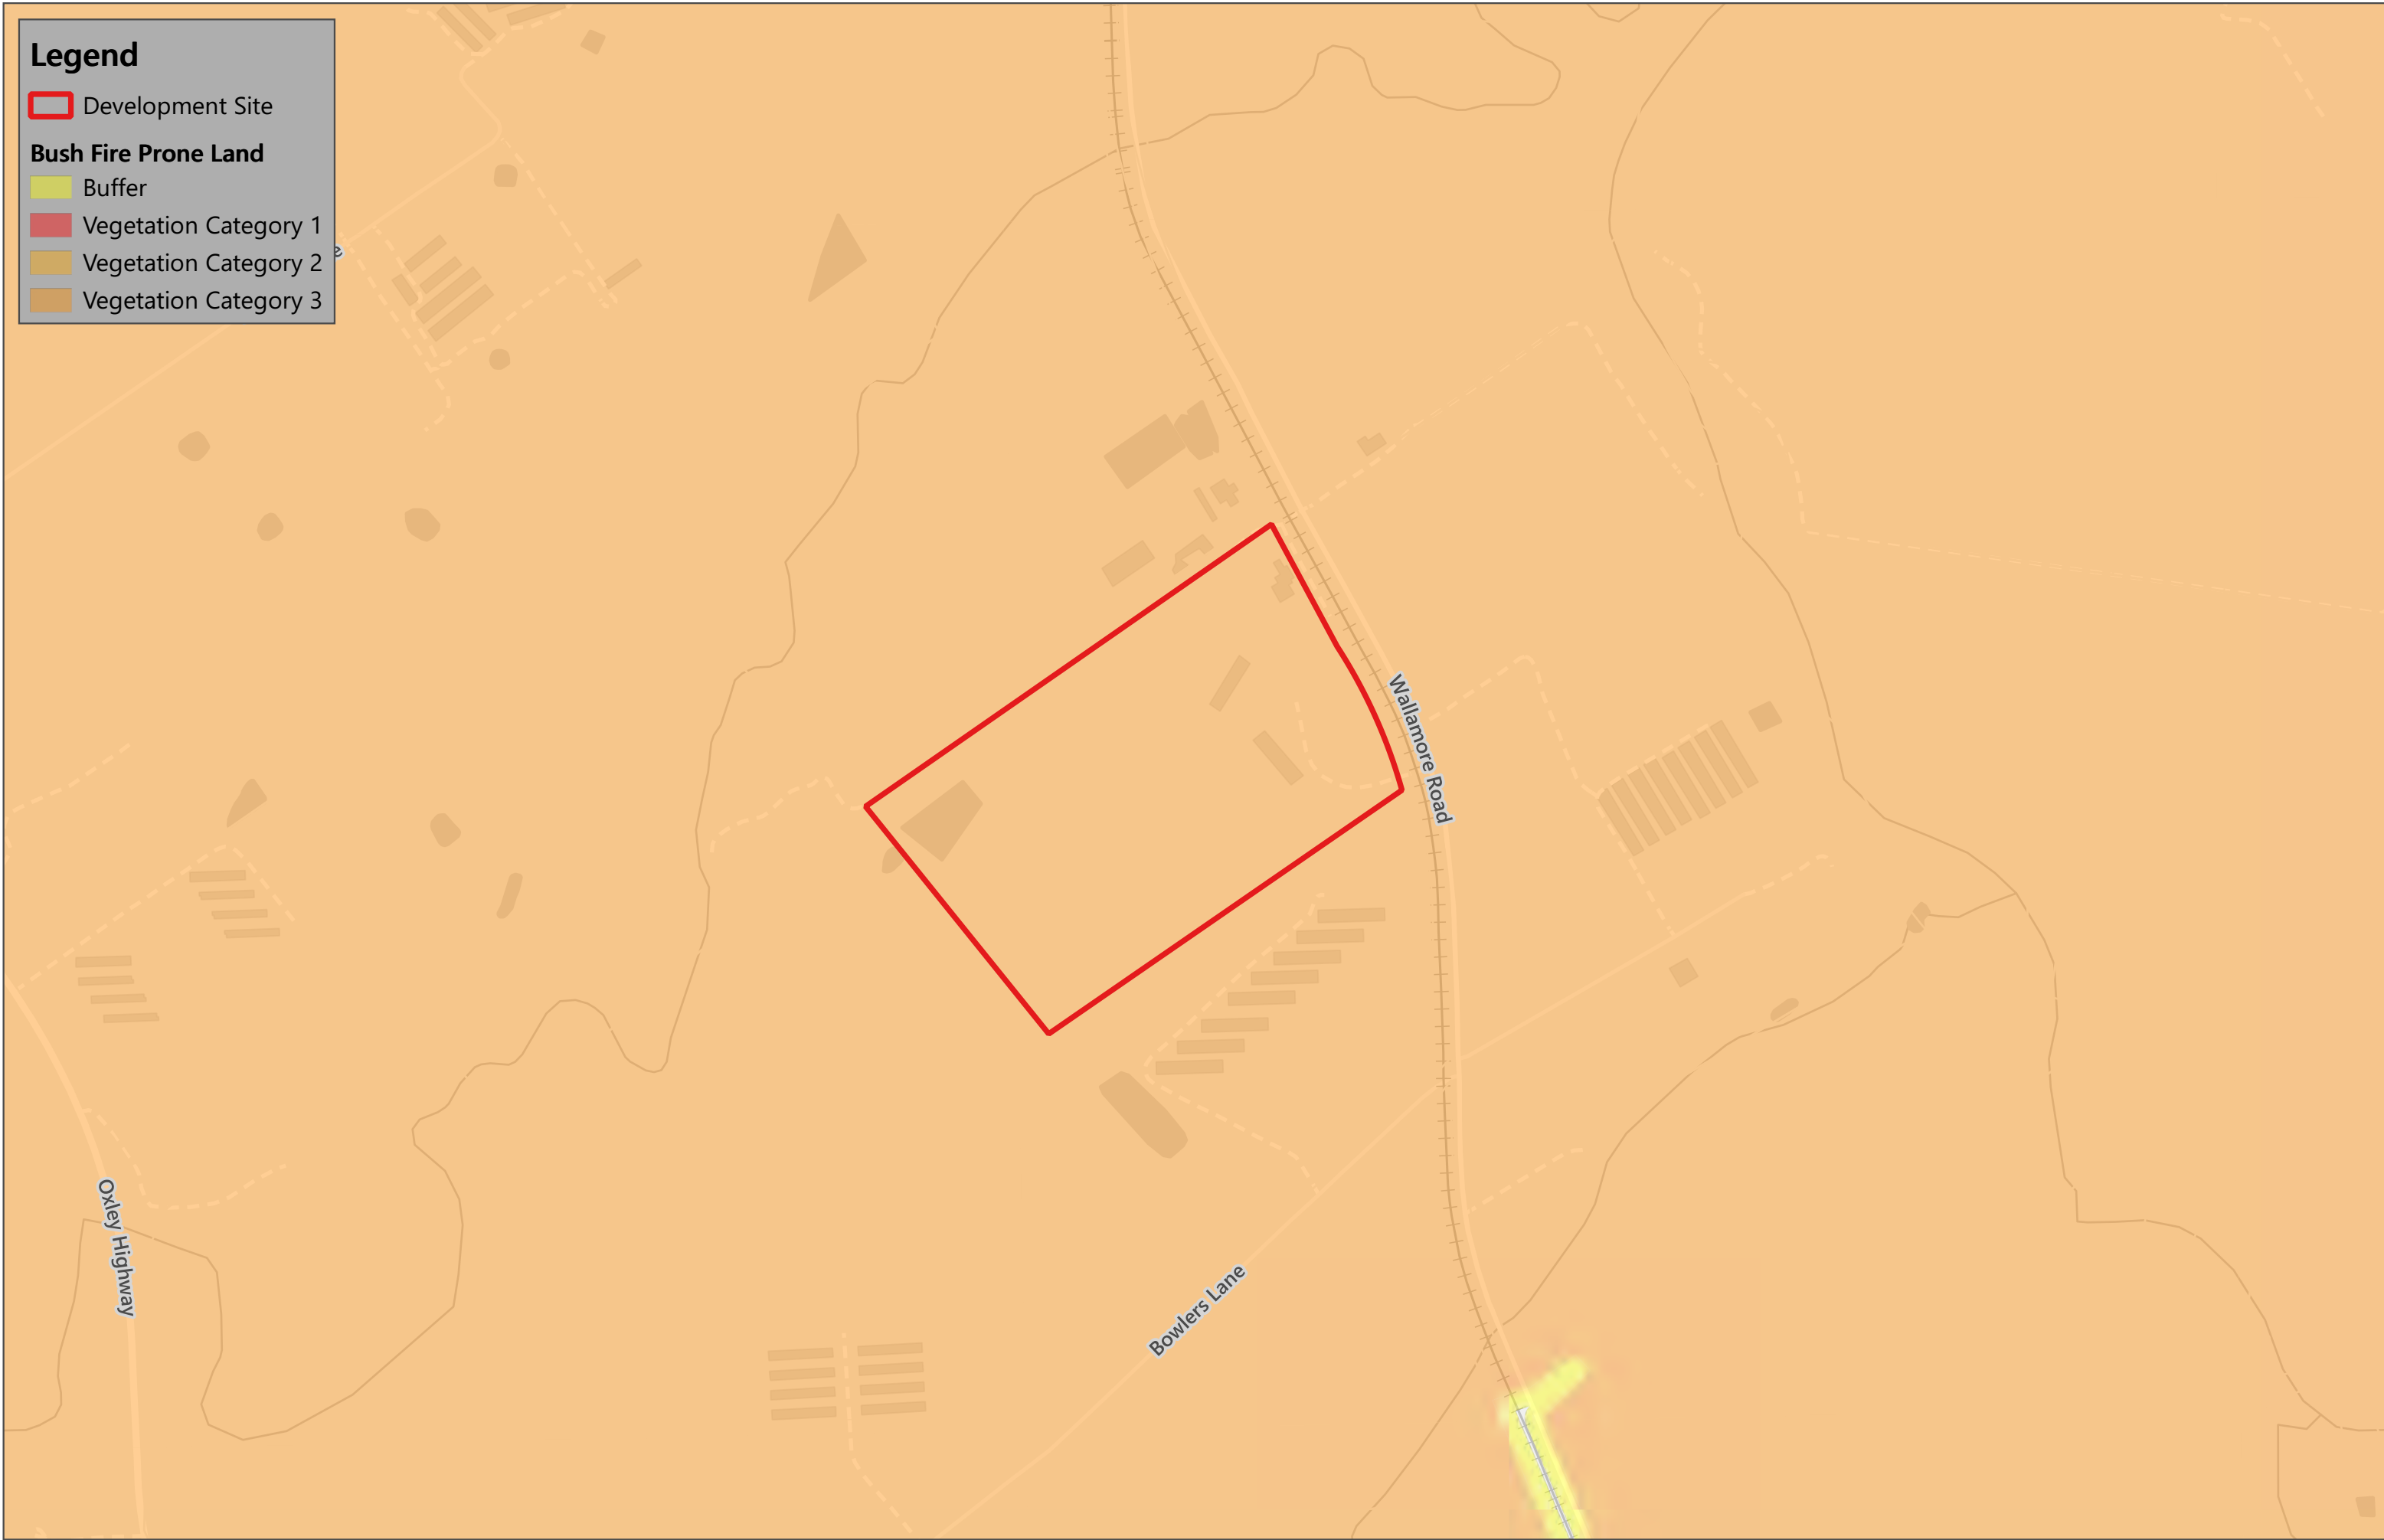 Legend
Development Site
Bush Fire Prone Land
Buffer
Vegetation Category 1
Vegetation Category 2
Vegetation Category 3
Wallamore Road
Oxley Highway
Bowlers Lane